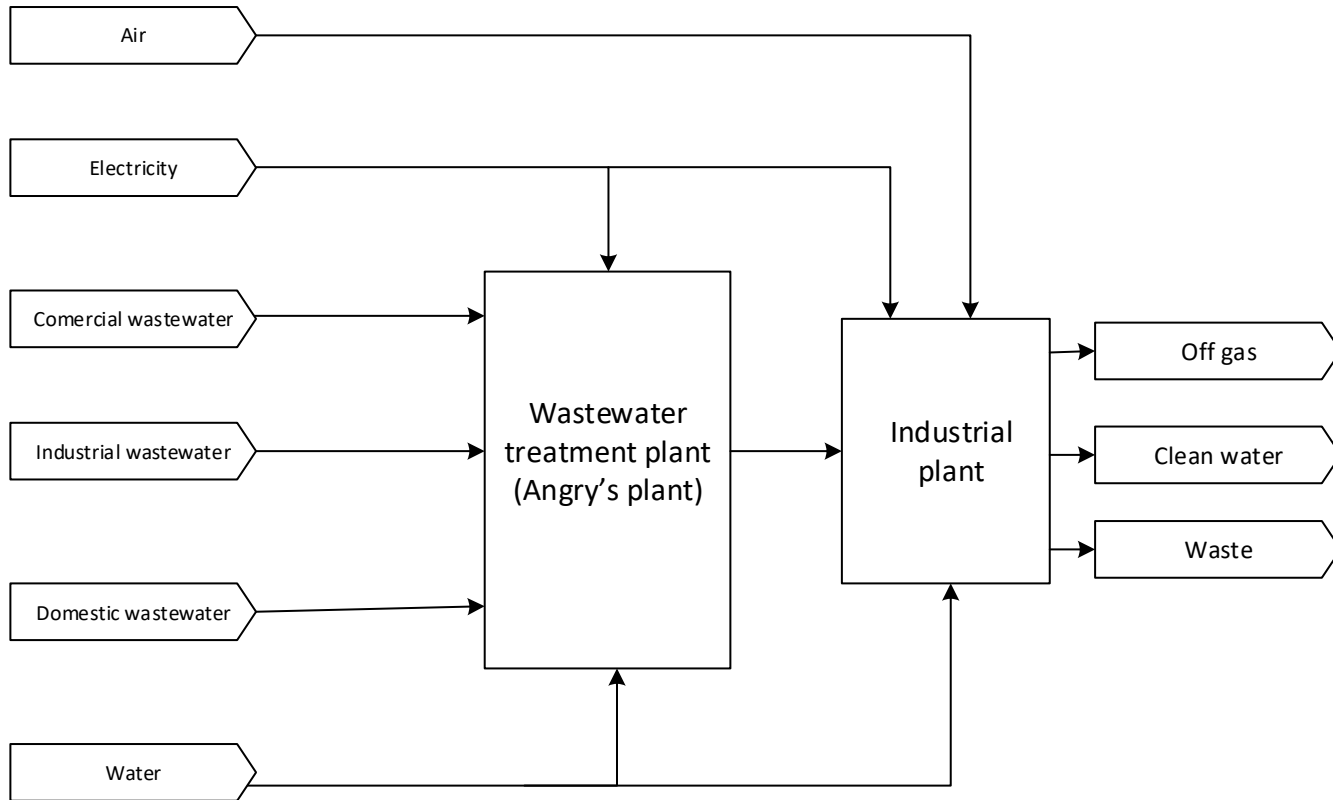 Air
Electricity
Comercial wastewater
Industrial wastewater
Domestic wastewater
Water
Wastewater
treatment plant
(Angry’s plant)
Industrial
plant
Off gas
Clean water
Waste